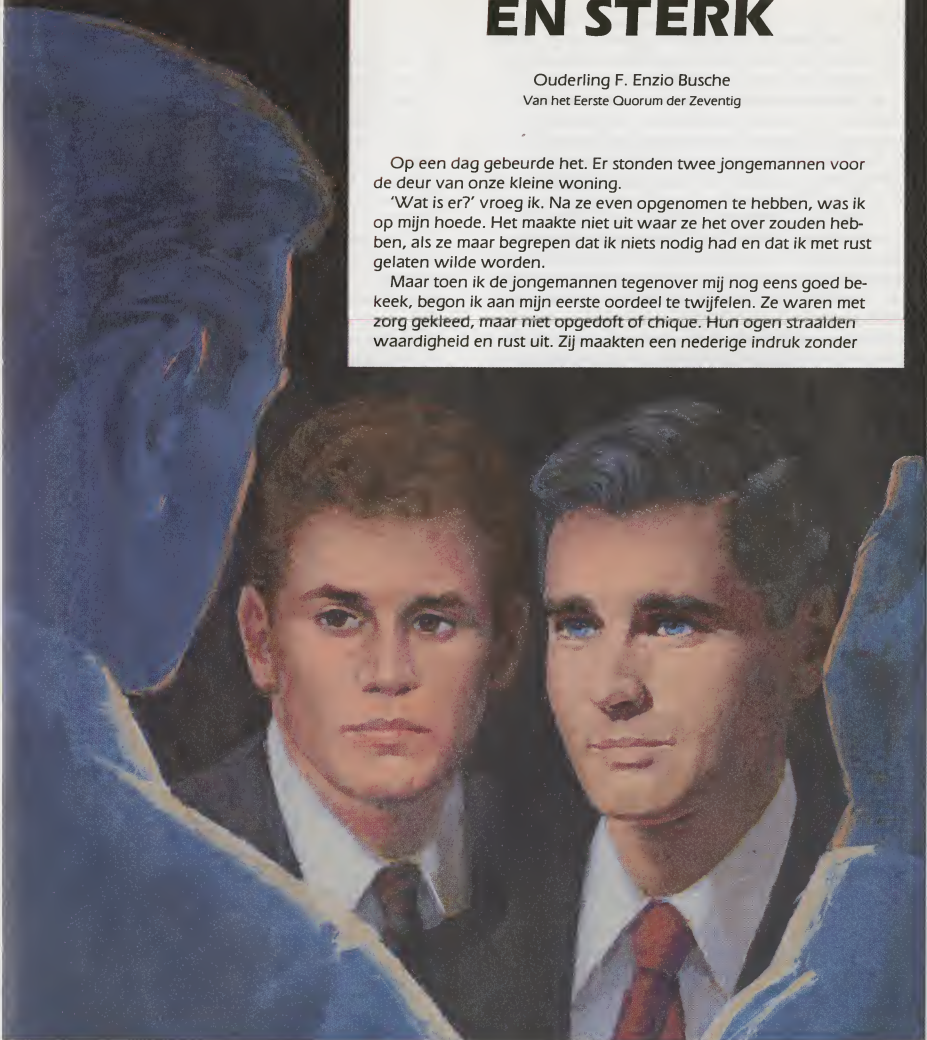 EN STERK
Ouderling F. Enzio Busche
Van het Eerste Quorum der Zeventig
Op een dag gebeurde het. Er stonden twee jongemannen voor
de deur van onze kleine woning.
'Wat is er?' vroeg ik. Na ze even opgenomen te hebben, was ik
op mijn hoede. Het maakte niet uit waar ze het over zouden heb-
ben, als ze maar begrepen dat ik niets nodig had en dat ik met rust
gelaten wilde worden.
Maar toen ik de jongemannen tegenover mij nog eens goed be-
keek, begon ik aan mijn eerste oordeel te twijfelen. Ze waren met
zorg gekleed, maar niet opgedoft of chique. Hun ogen straalden
waardigheid en rust uit. Zij maakten een nederige indruk zonder